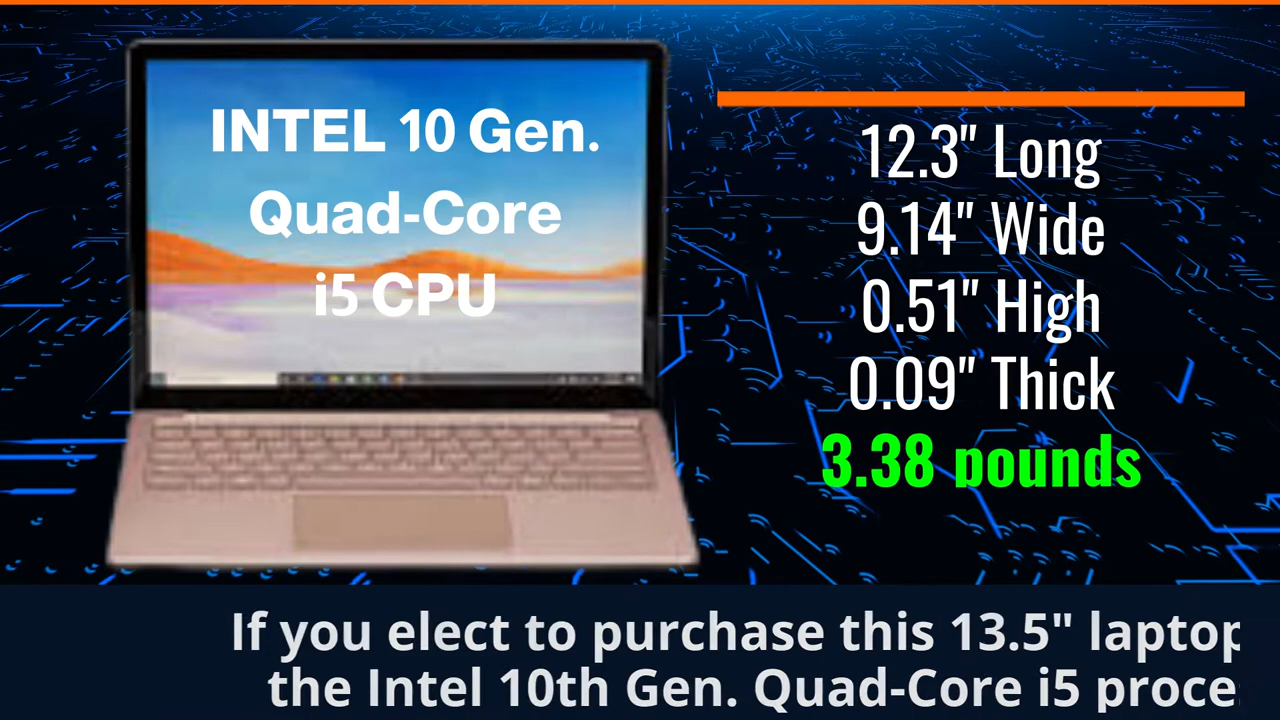 INTEL 10 Gen.
Quad-Core
i5 CPU
12.3" Long
9.14" Wide
0.51" High
0.09" Thick
3.38 pounds
If you elect to purchase this 13.5" laptop
the Intel 10th Gen. Quad-Core i5 proce